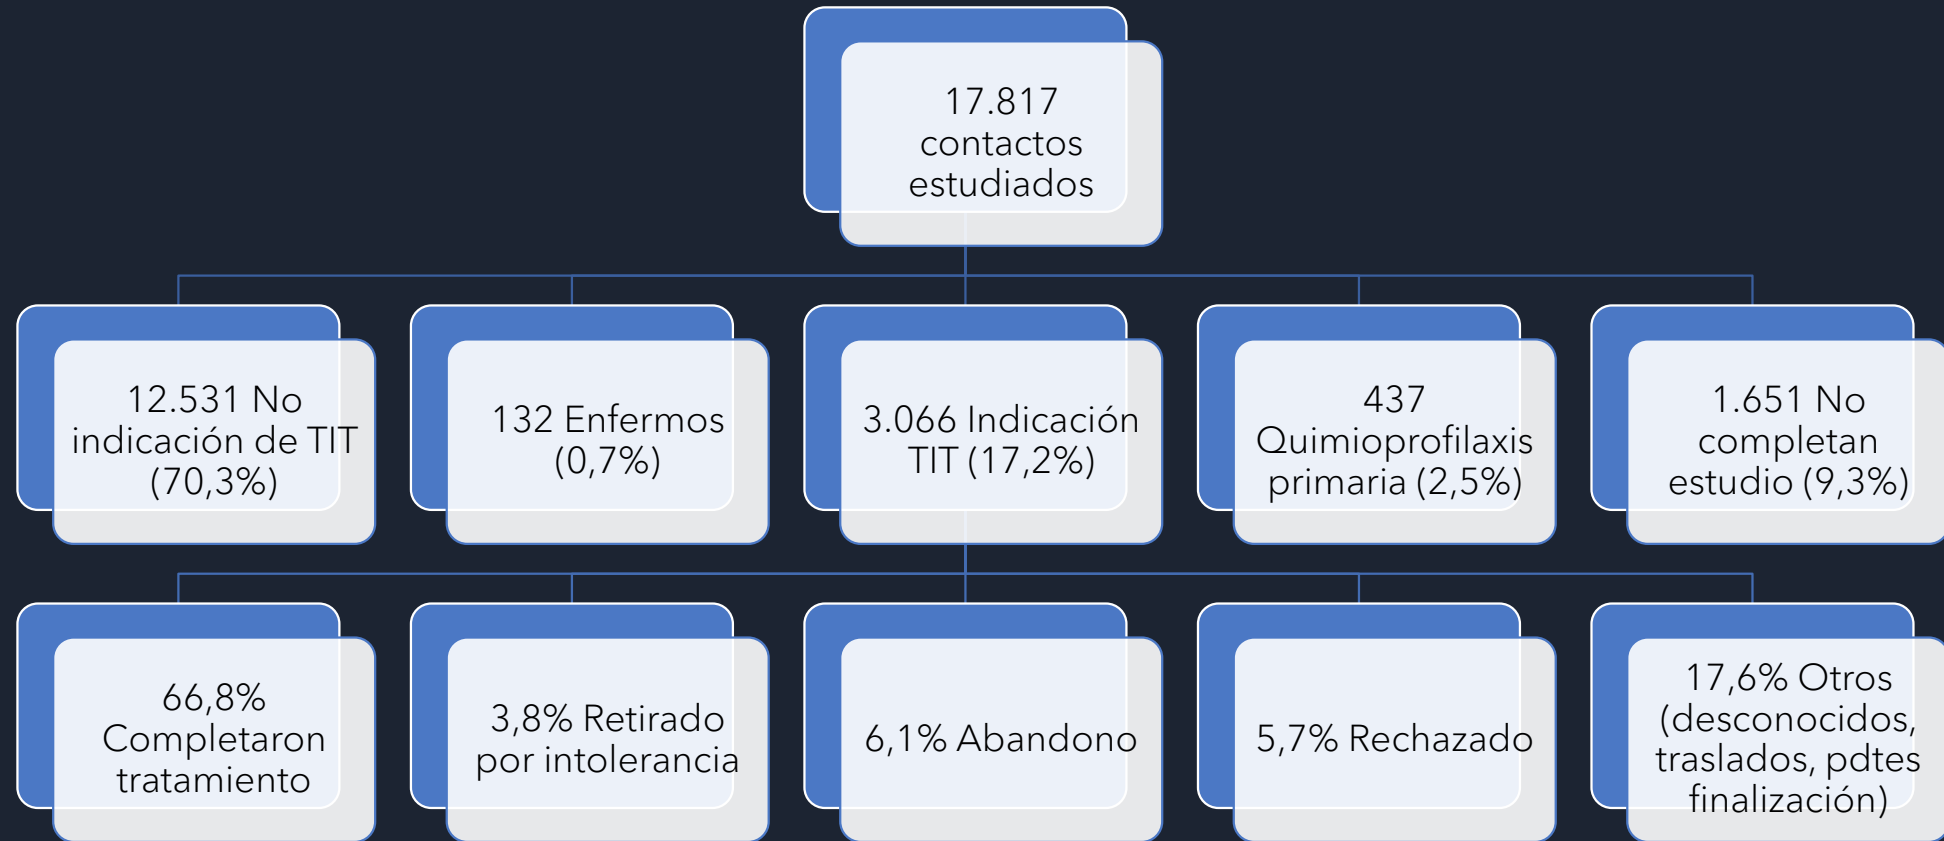 17.817
contactos
estudiados
12.531 No
indicación de TIT
(70,3%)
132 Enfermos
(0,7%)
3.066 Indicación
TIT (17,2%)
437
Quimioprofilaxis
primaria (2,5%)
1.651 No
completan
estudio (9,3%)
66,8%
Completaron
tratamiento
3,8% Retirado
por intolerancia
6,1% Abandono
5,7% Rechazado
17,6% Otros
(desconocidos,
traslados, pdtes
finalización)